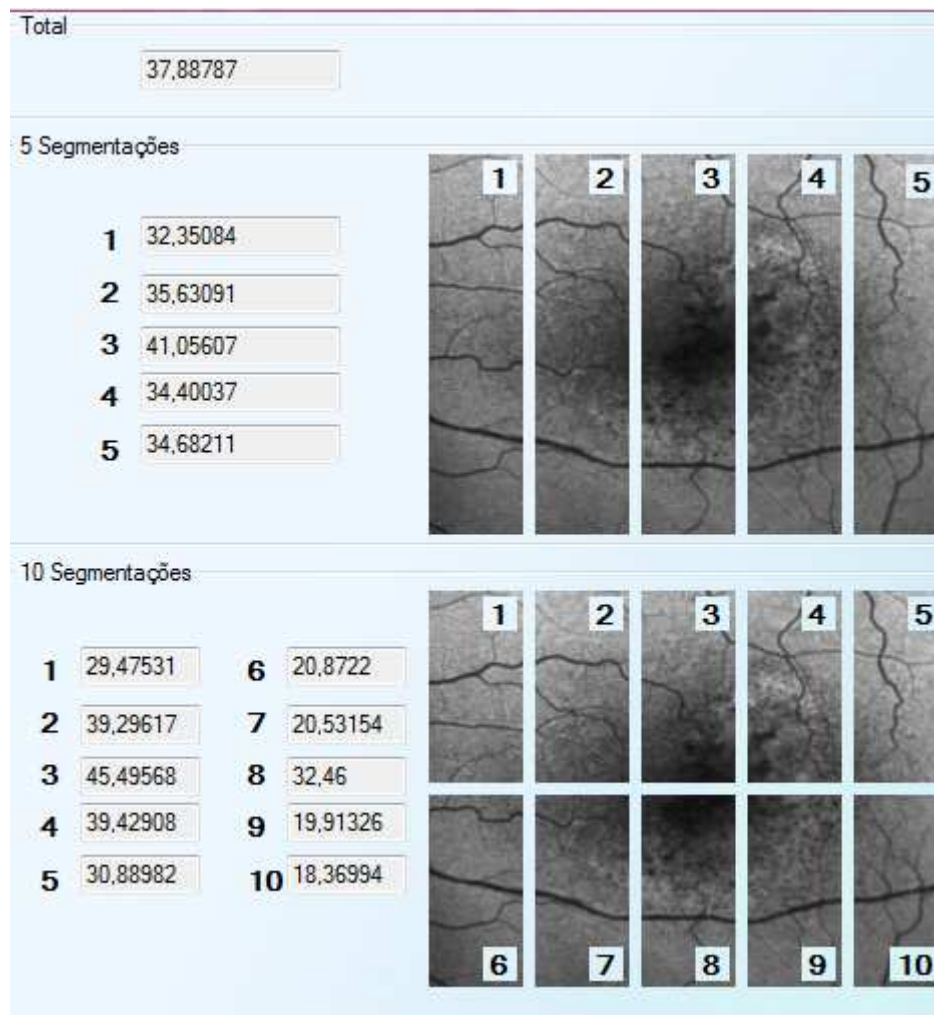 Total
37,88787
5 Segmentações
1 2 3 4 5
1 32,35084
2 35,63091
3 41,05607
4 34,40037
5 34,68211
10 Segmentações
1 2 3 4 5
1 29,47531 6 20,8722
2 39,29617 7 20,53154
3 45,49568 8 32,46
4 39,42908 9 19,91326
5 30,88982 10 18,36994
6 7 8 9 10